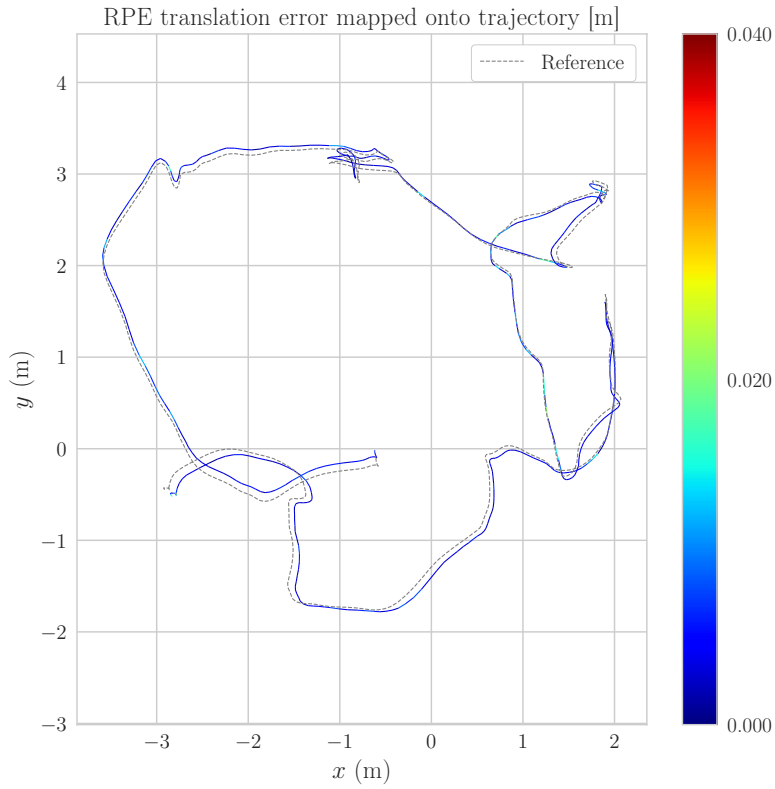 RPE translation error mapped onto trajectory [m]
Reference
4
3
2
1
0
−1
−2
−3
y (m)
−3 −2 −1 0 1 2
x (m)
0.040
0.020
0.000